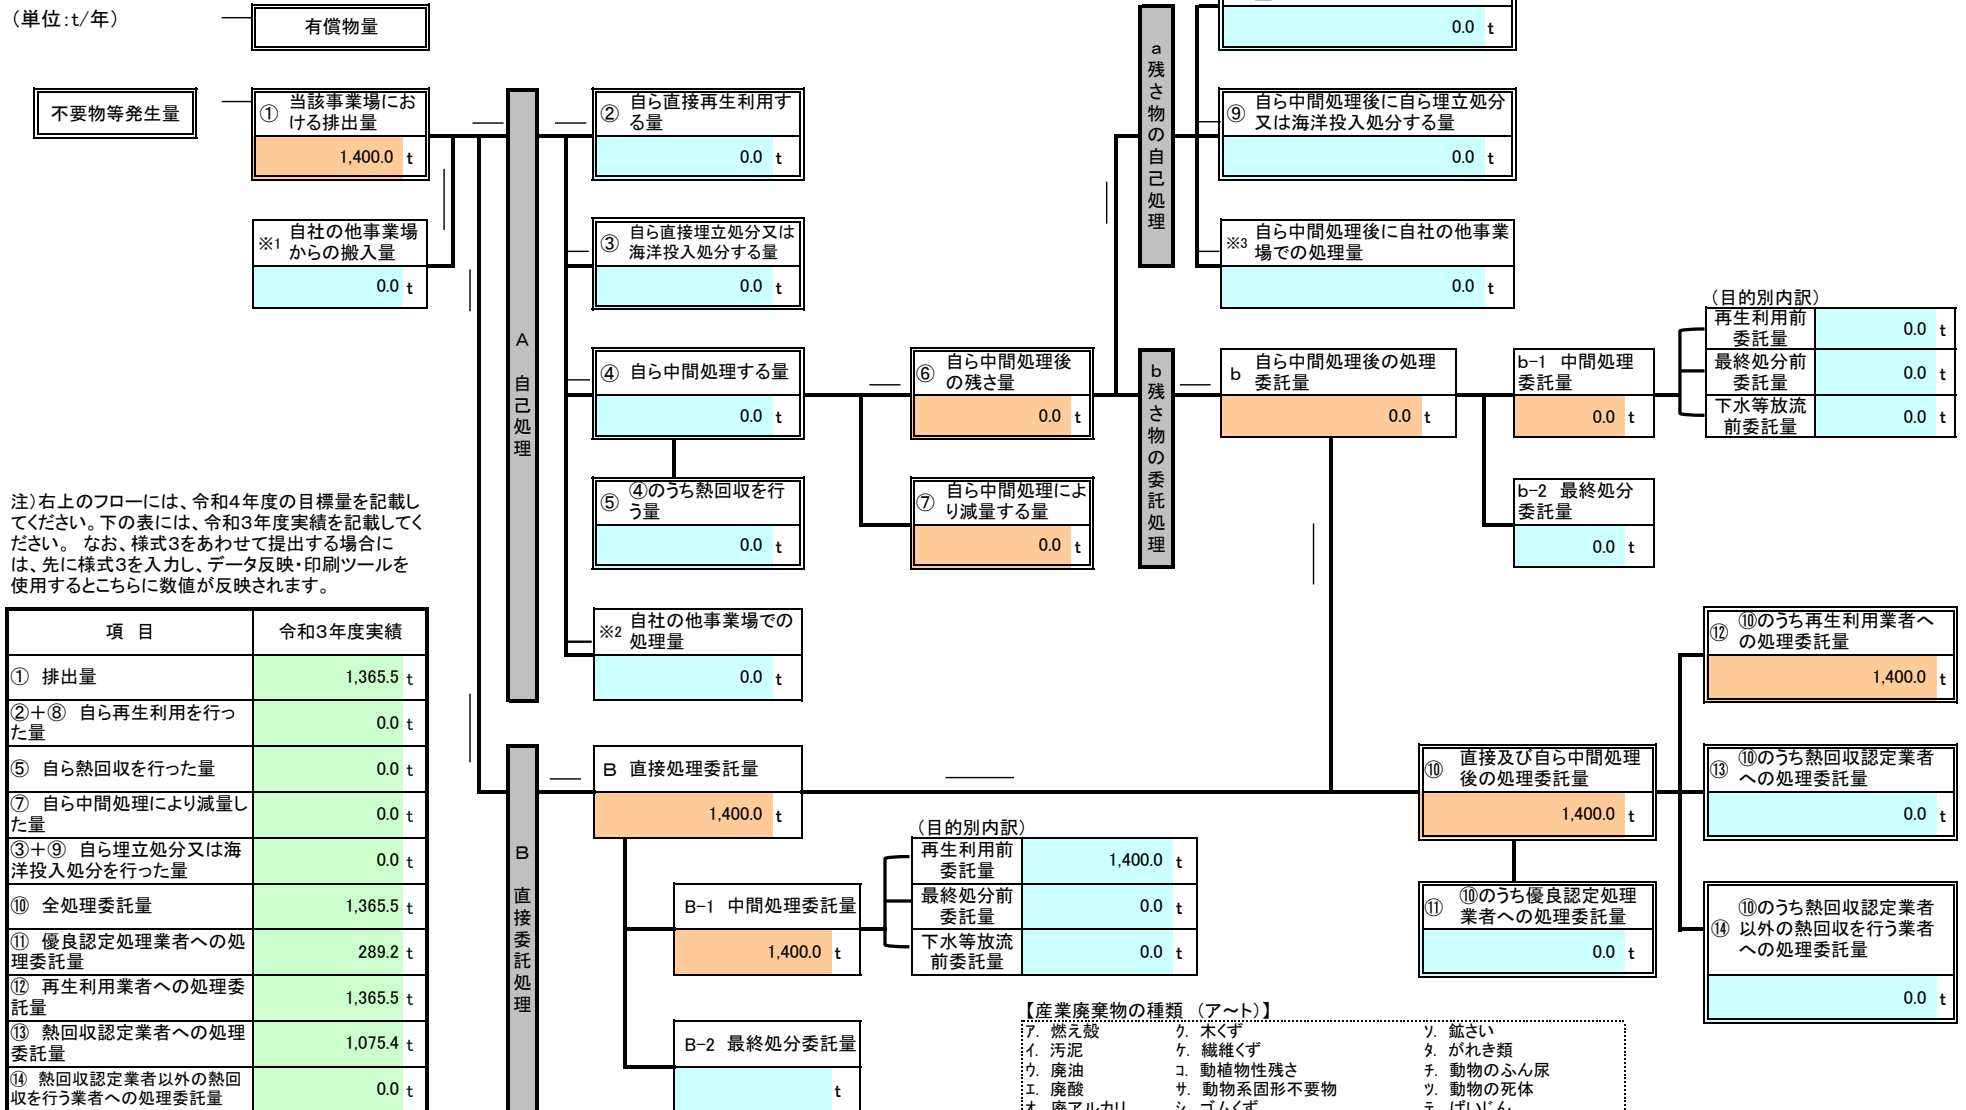 （単位：t/年）
有償物量
0.0 t
不要物等発生量
① 当該事業場にお
ける排出量
1,400.0 t
※1 自社の他事業場
からの搬入量
0.0 t
A 自己処理
② 自ら直接再生利用す
る量
0.0 t
③ 自ら直接埋立処分又は
海洋投入処分する量
0.0 t
④ 自ら中間処理する量
0.0 t
⑤ ④のうち熱回収を行
う量
0.0 t
※2 自社の他事業場での
処理量
0.0 t
⑥ 自ら中間処理後
の残さ量
0.0 t
⑦ 自ら中間処理によ
り減量する量
0.0 t
a 残さ物の自己処理
⑨ 自ら中間処理後に自ら埋立処分
又は海洋投入処分する量
0.0 t
※3 自ら中間処理後に自社の他事業
場での処理量
0.0 t
b 残さ物の委託処理
b 自ら中間処理後の処理
委託量
0.0 t
b-1 中間処理
委託量
0.0 t
（目的別内訳）
再生利用前
委託量
0.0 t
最終処分前
委託量
0.0 t
下水等放流
前委託量
0.0 t
b-2 最終処分
委託量
0.0 t
注）右上のフローには、令和４年度の目標量を記載し
てください。下の表には、令和３年度実績を記載してく
ださい。 なお、様式３をあわせて提出する場合に
は、先に様式３を入力し、データ反映・印刷ツールを
使用するとこちらに数値が反映されます。
項 目 令和３年度実績
① 排出量 1,365.5 t
②＋⑧ 自ら再生利用を行っ
た量 0.0 t
⑤ 自ら熱回収を行った量 0.0 t
⑦ 自ら中間処理により減量し
た量 0.0 t
③＋⑨ 自ら埋立処分又は海
洋投入処分を行った量 0.0 t
⑩ 全処理委託量 1,365.5 t
⑪ 優良認定処理業者への処
理委託量 289.2 t
⑫ 再生利用業者への処理委
託量 1,365.5 t
⑬ 熱回収認定業者への処理
委託量 1,075.4 t
⑭ 熱回収認定業者以外の熱回
収を行う業者への処理委託量 0.0 t
B 直接委託処理
B 直接処理委託量
1,400.0 t
B-1 中間処理委託量
1,400.0 t
（目的別内訳）
再生利用前
委託量
1,400.0 t
最終処分前
委託量
0.0 t
下水等放流
前委託量
0.0 t
B-2 最終処分委託量
t
⑩ 直接及び自ら中間処理
後の処理委託量
1,400.0 t
⑪ ⑩のうち優良認定処理
業者への処理委託量
0.0 t
⑫ ⑩のうち再生利用業者へ
の処理委託量
1,400.0 t
⑬ ⑩のうち熱回収認定業者
への処理委託量
0.0 t
⑭ ⑩のうち熱回収認定業者
以外の熱回収を行う業者
への処理委託量
0.0 t
【産業廃棄物の種類 （ア～ト）】
ｱ. 燃え殻 ｸ. 木くず ｿ. 鉱さい
ｲ. 汚泥 ｹ. 繊維くず ﾀ. がれき類
ｳ. 廃油 ｺ. 動植物性残さ ﾁ. 動物のふん尿
ｴ. 廃酸 ｻ. 動物系固形不要物 ﾂ. 動物の死体
ｵ. 廃アルカリ ｼ. ゴムくず ﾃ. ばいじん